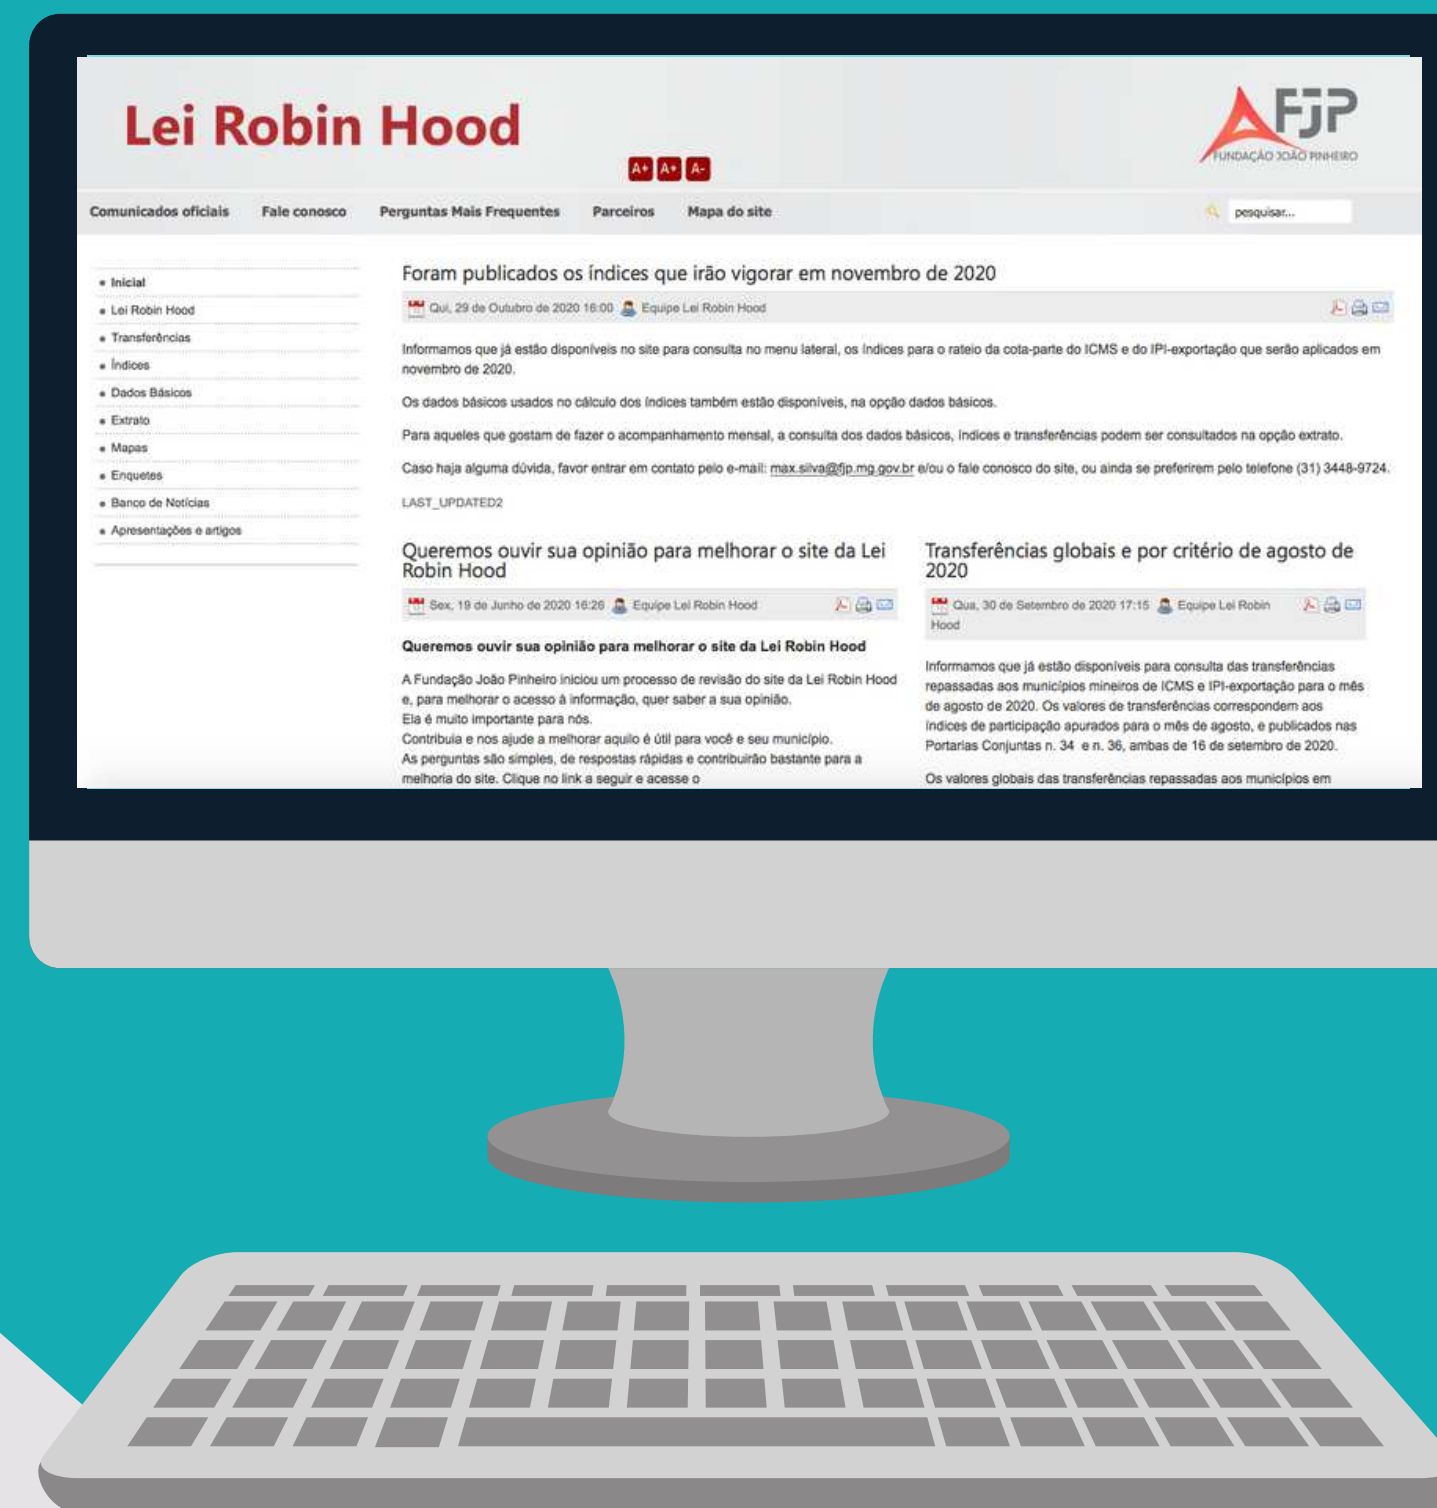 Lei Robin Hood
FJP
FUNDAÇÃO JOÃO PINHEIRO
A+ A+ A-
Comunicados oficiais Fale conosco Perguntas Mais Frequentes Parceiros Mapa do site pesquisar...
Inicial
Lei Robin Hood
Transferências
Índices
Dados Básicos
Extrato
Mapas
Enquetes
Banco de Notícias
Apresentações e artigos
Foram publicados os índices que irão vigorar em novembro de 2020
Qui, 29 de Outubro de 2020 16:00 Equipe Lei Robin Hood
Informamos que já estão disponíveis no site para consulta no menu lateral, os índices para o rateio da cota-parte do ICMS e do IPI-exportação que serão aplicados em
novembro de 2020.
Os dados básicos usados no cálculo dos índices também estão disponíveis, na opção dados básicos.
Para aqueles que gostam de fazer o acompanhamento mensal, a consulta dos dados básicos, índices e transferências podem ser consultados na opção extrato.
Caso haja alguma dúvida, favor entrar em contato pelo e-mail: max.silva@fjp.mg.gov.br e/ou o fale conosco do site, ou ainda se preferirem pelo telefone (31) 3448-9724.
LAST_UPDATED2
Queremos ouvir sua opinião para melhorar o site da Lei
Robin Hood
Sex, 19 de Junho de 2020 16:26 Equipe Lei Robin Hood
Queremos ouvir sua opinião para melhorar o site da Lei Robin Hood
A Fundação João Pinheiro iniciou um processo de revisão do site da Lei Robin Hood
e, para melhorar o acesso à informação, quer saber a sua opinião.
Ela é muito importante para nós.
Contribuia e nos ajude a melhorar aquilo é útil para você e seu município.
As perguntas são simples, de respostas rápidas e contribuirão bastante para a
melhoria do site. Clique no link a seguir e acesse o
Transferências globais e por critério de agosto de
2020
Qua, 30 de Setembro de 2020 17:15 Equipe Lei Robin
Hood
Informamos que já estão disponíveis para consulta das transferências
repassadas aos municípios mineiros de ICMS e IPI-exportação para o mês
de agosto de 2020. Os valores de transferências correspondem aos
índices de participação apurados para o mês de agosto, e publicados nas
Portarias Conjuntas n. 34 e n. 36, ambas de 16 de setembro de 2020.
Os valores globais das transferências repassadas aos municípios em